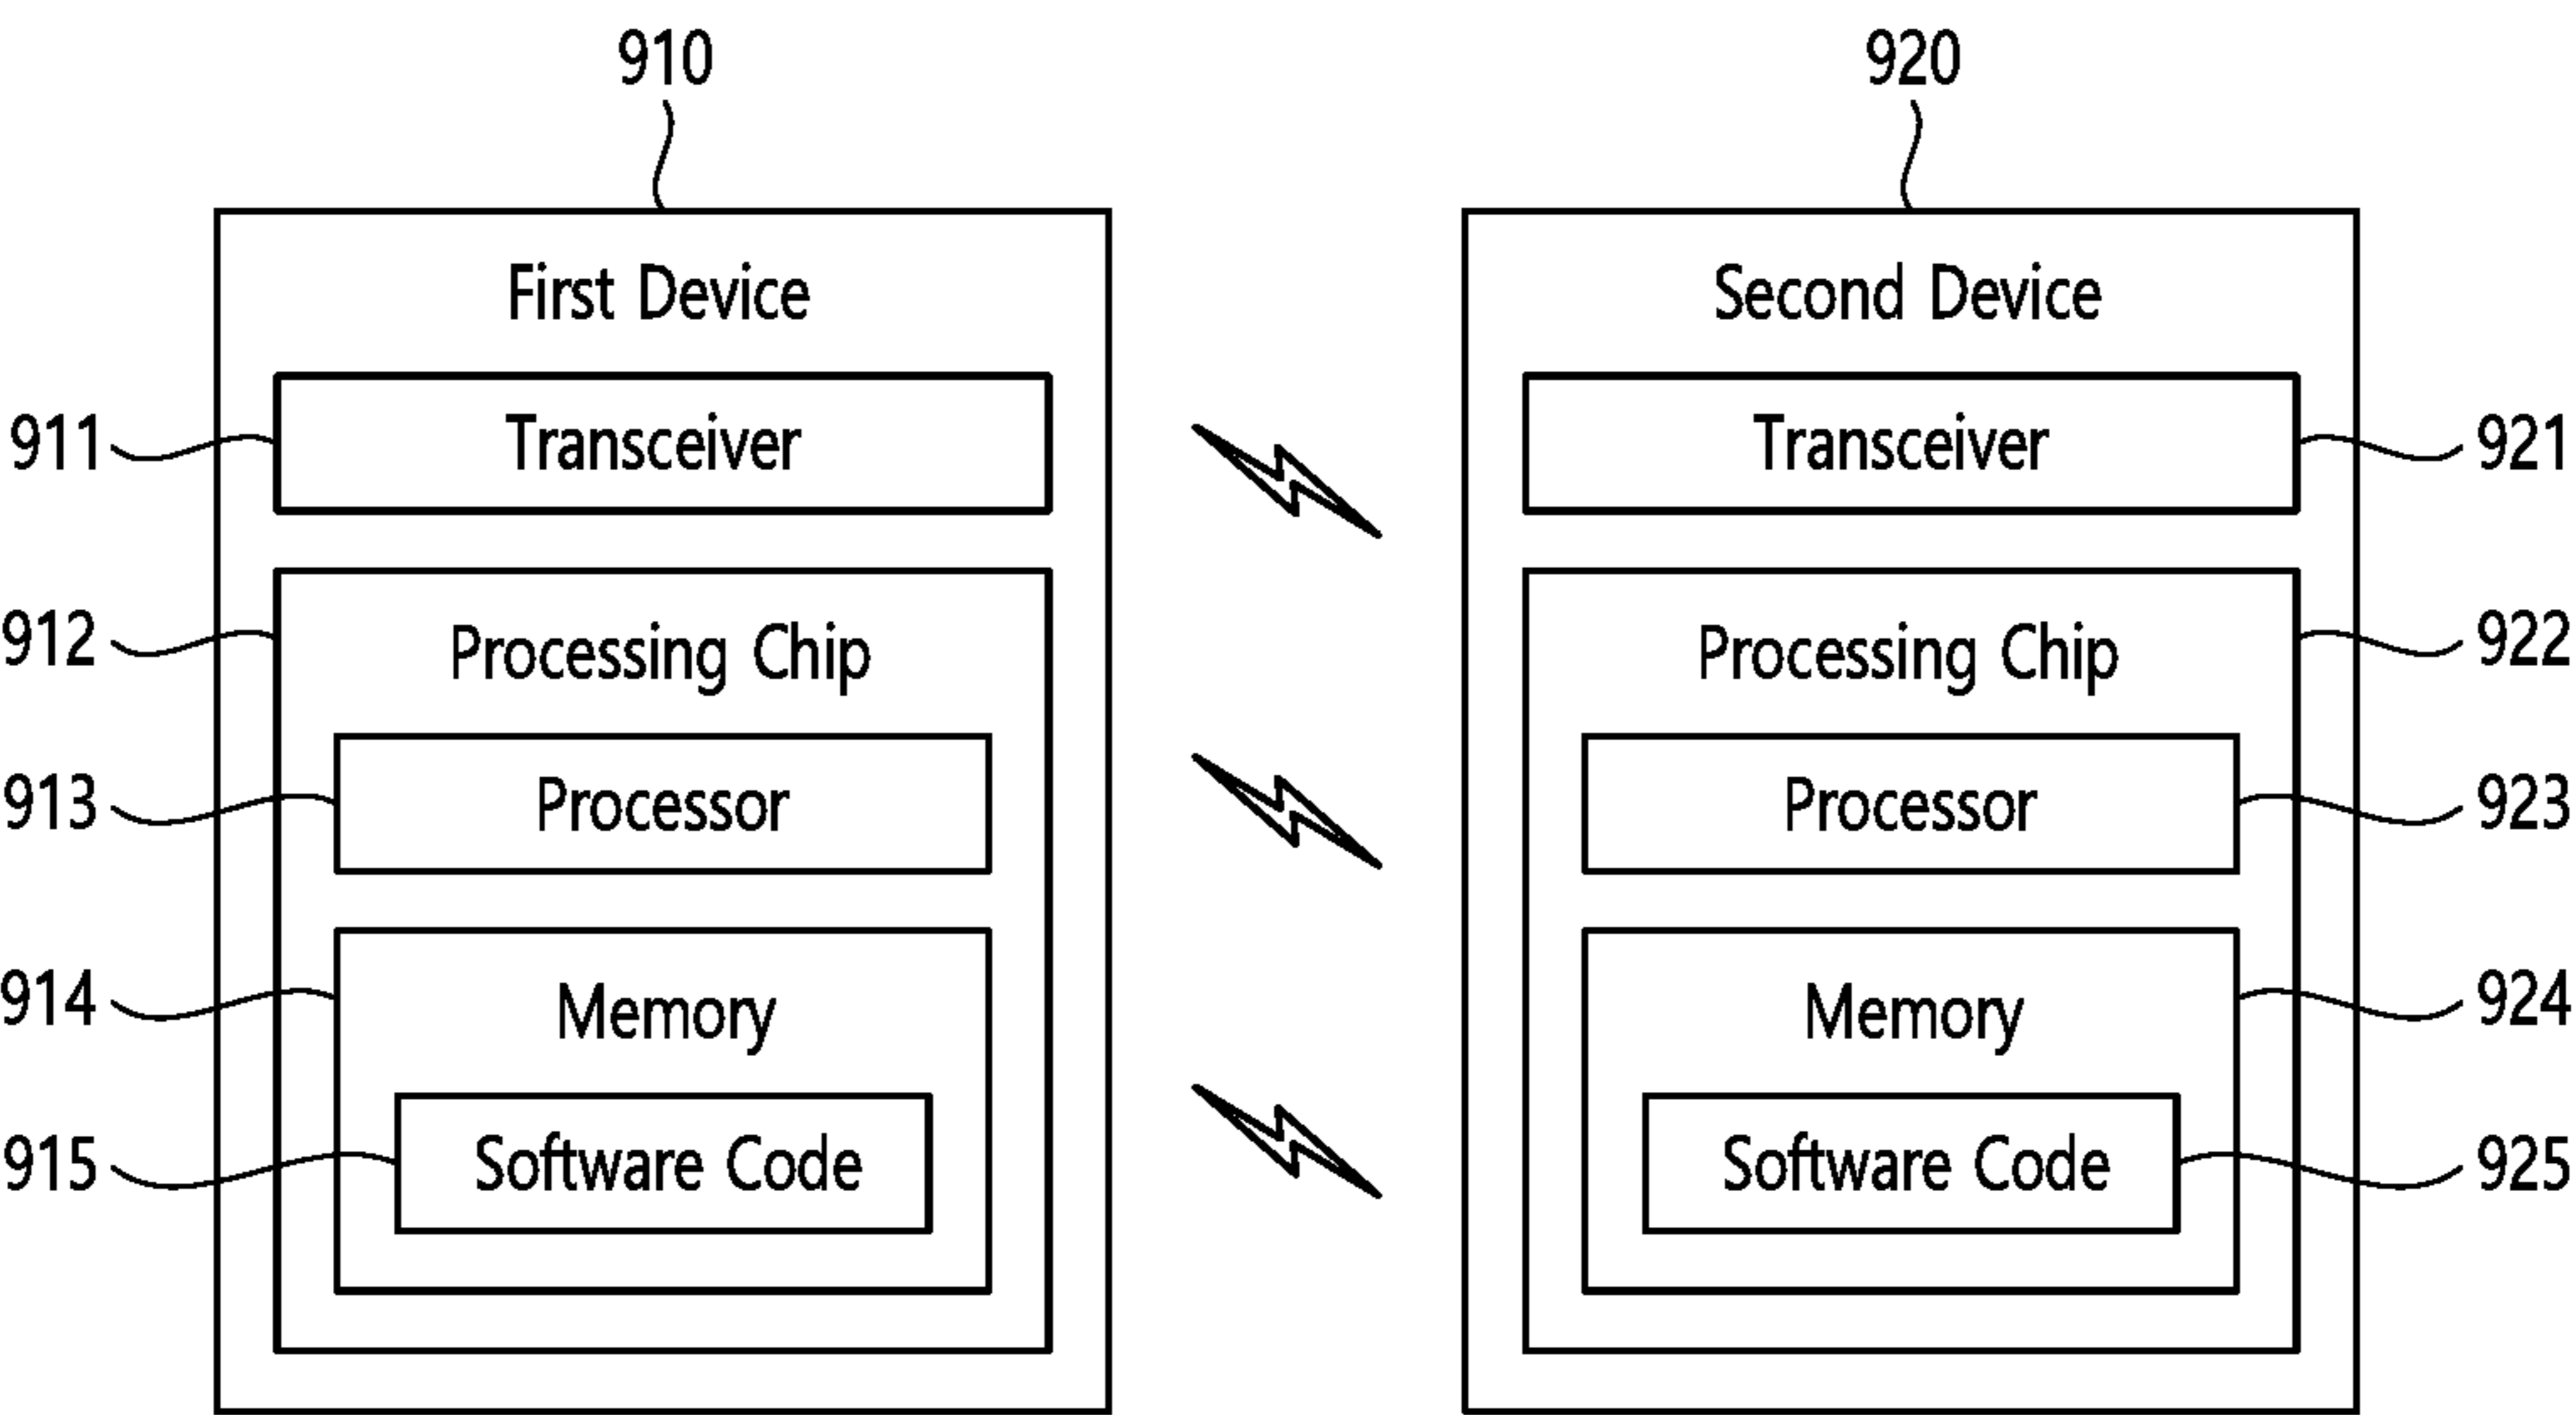 910
First Device
911
Transceiver
912
Processing Chip
913
Processor
914
Memory
915
Software Code
920
Second Device
Transceiver
921
Processing Chip
922
Processor
923
Memory
924
Software Code
925